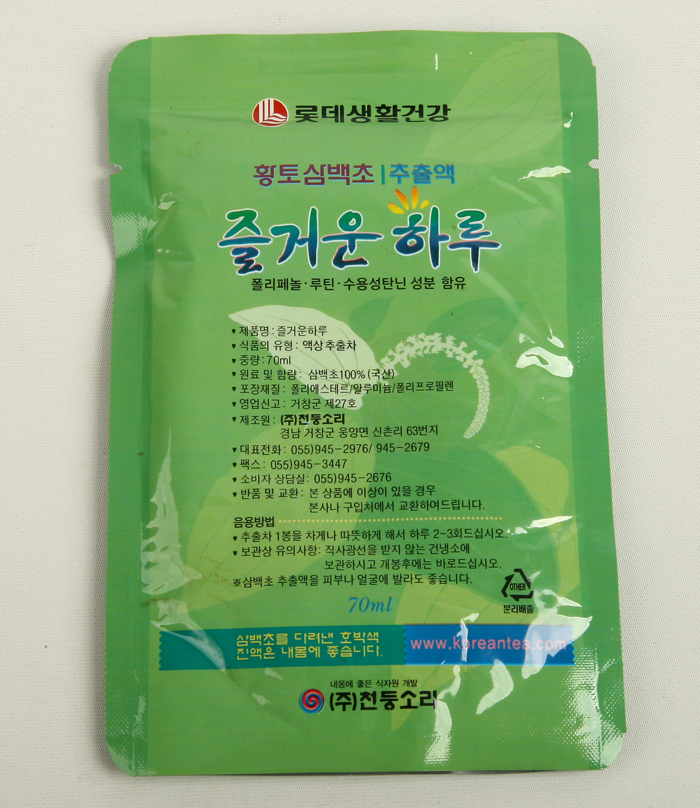 롯데생활건강
황토삼백초|추출액
즐거운 하루
폴리페놀·루틴·수용성탄닌 성분 함유
♥ 제품명 : 즐거운하루
♥ 식품의 유형 : 액상추출차
♥ 중량 : 70ml
♥ 원료 및 함량 : 삼백초100% (국산)
♥ 포장재질 : 폴리에스테르/알루미늄/폴리프로필렌
♥ 영업신고 : 거창군 제27호
♥ 제조원 : (주)천둥소리
경남 거창군 웅양면 신촌리 63번지
♥ 대표전화 : 055)945-2976/ 945-2679
♥ 팩스 : 055)945-3447
♥ 소비자 상담실 : 055)945-2676
♥ 반품 및 교환 : 본 상품에 이상이 있을 경우
본사나 구입처에서 교환하여드립니다.
음용방법
♥ 추출차 1봉을 차게나 따뜻하게 해서 하루 2~3회드십시오.
♥ 보관상 유의사항: 직사광선을 받지 않는 건냉소에
보관하시고 개봉후에는 바로드십시오.
※삼백초 추출액을 피부나 얼굴에 발라도 좋습니다.
OTHER
분리배출
70ml
삼백초를 다려낸 호박색
진액은 내몸에 좋습니다.
www.koreantea.com
내몸에 좋은 식자원 개발
(주)천둥소리